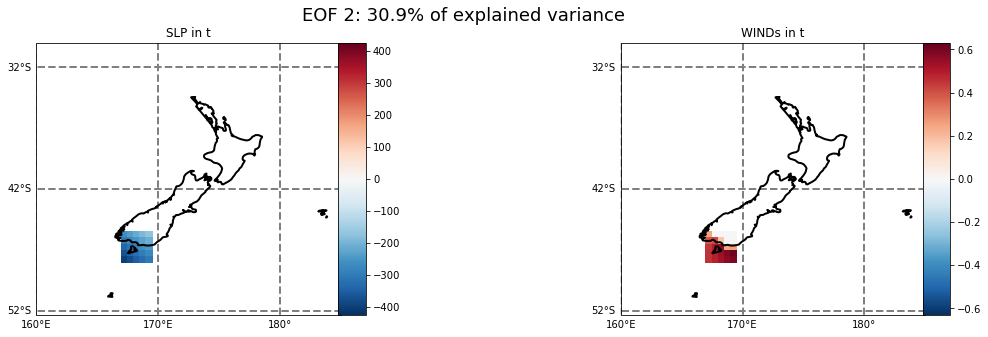 EOF 2: 30.9% of explained variance
SLP in t
WINDs in t
32°S
42°S
52°S
160°E
170°E
180°
400
300
200
100
0
−100
−200
−300
−400
32°S
42°S
52°S
160°E
170°E
180°
0.6
0.4
0.2
0.0
−0.2
−0.4
−0.6